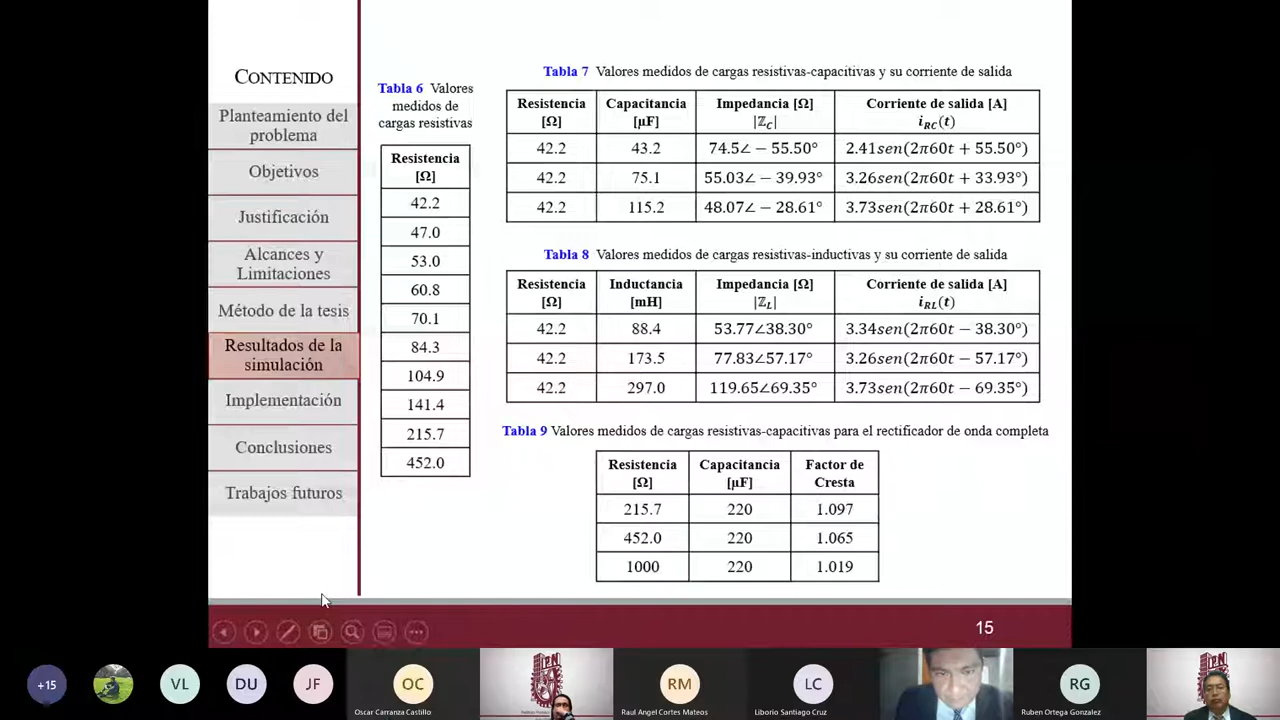 CONTENIDO
Planteamiento del
problema
Objetivos
Justificación
Alcances y
Limitaciones
Método de la tesis
Resultados de la
simulación
Implementación
Conclusiones
Trabajos futuros
Tabla 6 Valores
medidos de
cargas resistivas
Resistencia
[Ω]
42.2
47.0
53.0
60.8
70.1
84.3
104.9
141.4
215.7
452.0
Tabla 7 Valores medidos de cargas resistivas-capacitivas y su corriente de salida
Resistencia Capacitancia Impedancia [Ω] Corriente de salida [A]
[Ω] [µF] |ℤC| iRC(t)
42.2 43.2 74.5∠ − 55.50° 2.41sen(2π60t + 55.50°)
42.2 75.1 55.03∠ − 39.93° 3.26sen(2π60t + 33.93°)
42.2 115.2 48.07∠ − 28.61° 3.73sen(2π60t + 28.61°)
Tabla 8 Valores medidos de cargas resistivas-inductivas y su corriente de salida
Resistencia Inductancia Impedancia [Ω] Corriente de salida [A]
[Ω] [mH] |ℤL| iRL(t)
42.2 88.4 53.77∠38.30° 3.34sen(2π60t − 38.30°)
42.2 173.5 77.83∠57.17° 3.26sen(2π60t − 57.17°)
42.2 297.0 119.65∠69.35° 3.73sen(2π60t − 69.35°)
Tabla 9 Valores medidos de cargas resistivas-capacitivas para el rectificador de onda completa
Resistencia Capacitancia Factor de
[Ω] [µF] Cresta
215.7 220 1.097
452.0 220 1.065
1000 220 1.019
15
+15 VL DU JF OC RM LC RG
Oscar Carranza Castillo Raul Angel Cortes Mateos Liborio Santiago Cruz Ruben Ortega Gonzalez